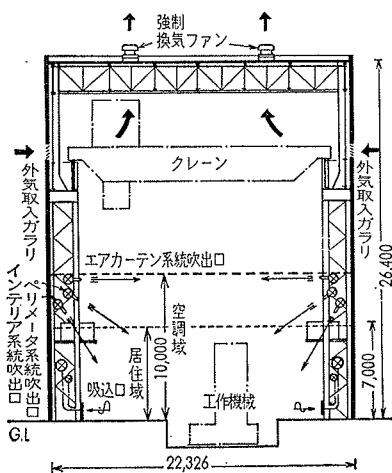 強制
換気ファン
クレーン
外気取入ガラリ
外気取入ガラリ
エアカーテン系統吹出口
ペリメータ系統吹出口
インテリア系統吹出口
空調域
10,000
居住域
吸込口
工作機械
26,400
7,000
G.L
22,326